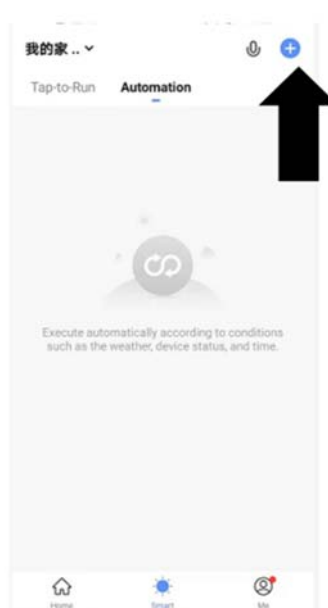 我的家 ..
Tap-to-Run Automation
Execute automatically according to conditions
such as the weather, device status, and time.
Home Smart Me